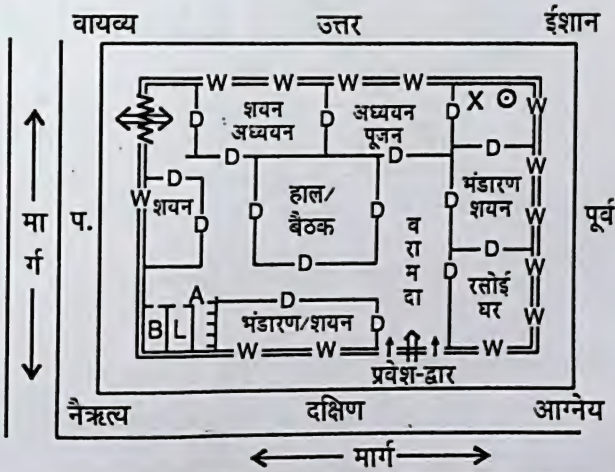 वायव्य उत्तर ईशान
W W W W
शयन अध्ययन X ⊙ W
D अध्ययन D पूजन D
D D D
W D हाल/ भंडारण W
मा प. शयन D D बैठक D व D शयन पूर्व
र्ग रा W
D म D
A D दा D रसोई W
B L भंडारण/शयन D घर
W W W
प्रवेश-द्वार
नैऋत्य दक्षिण आग्नेय
मार्ग